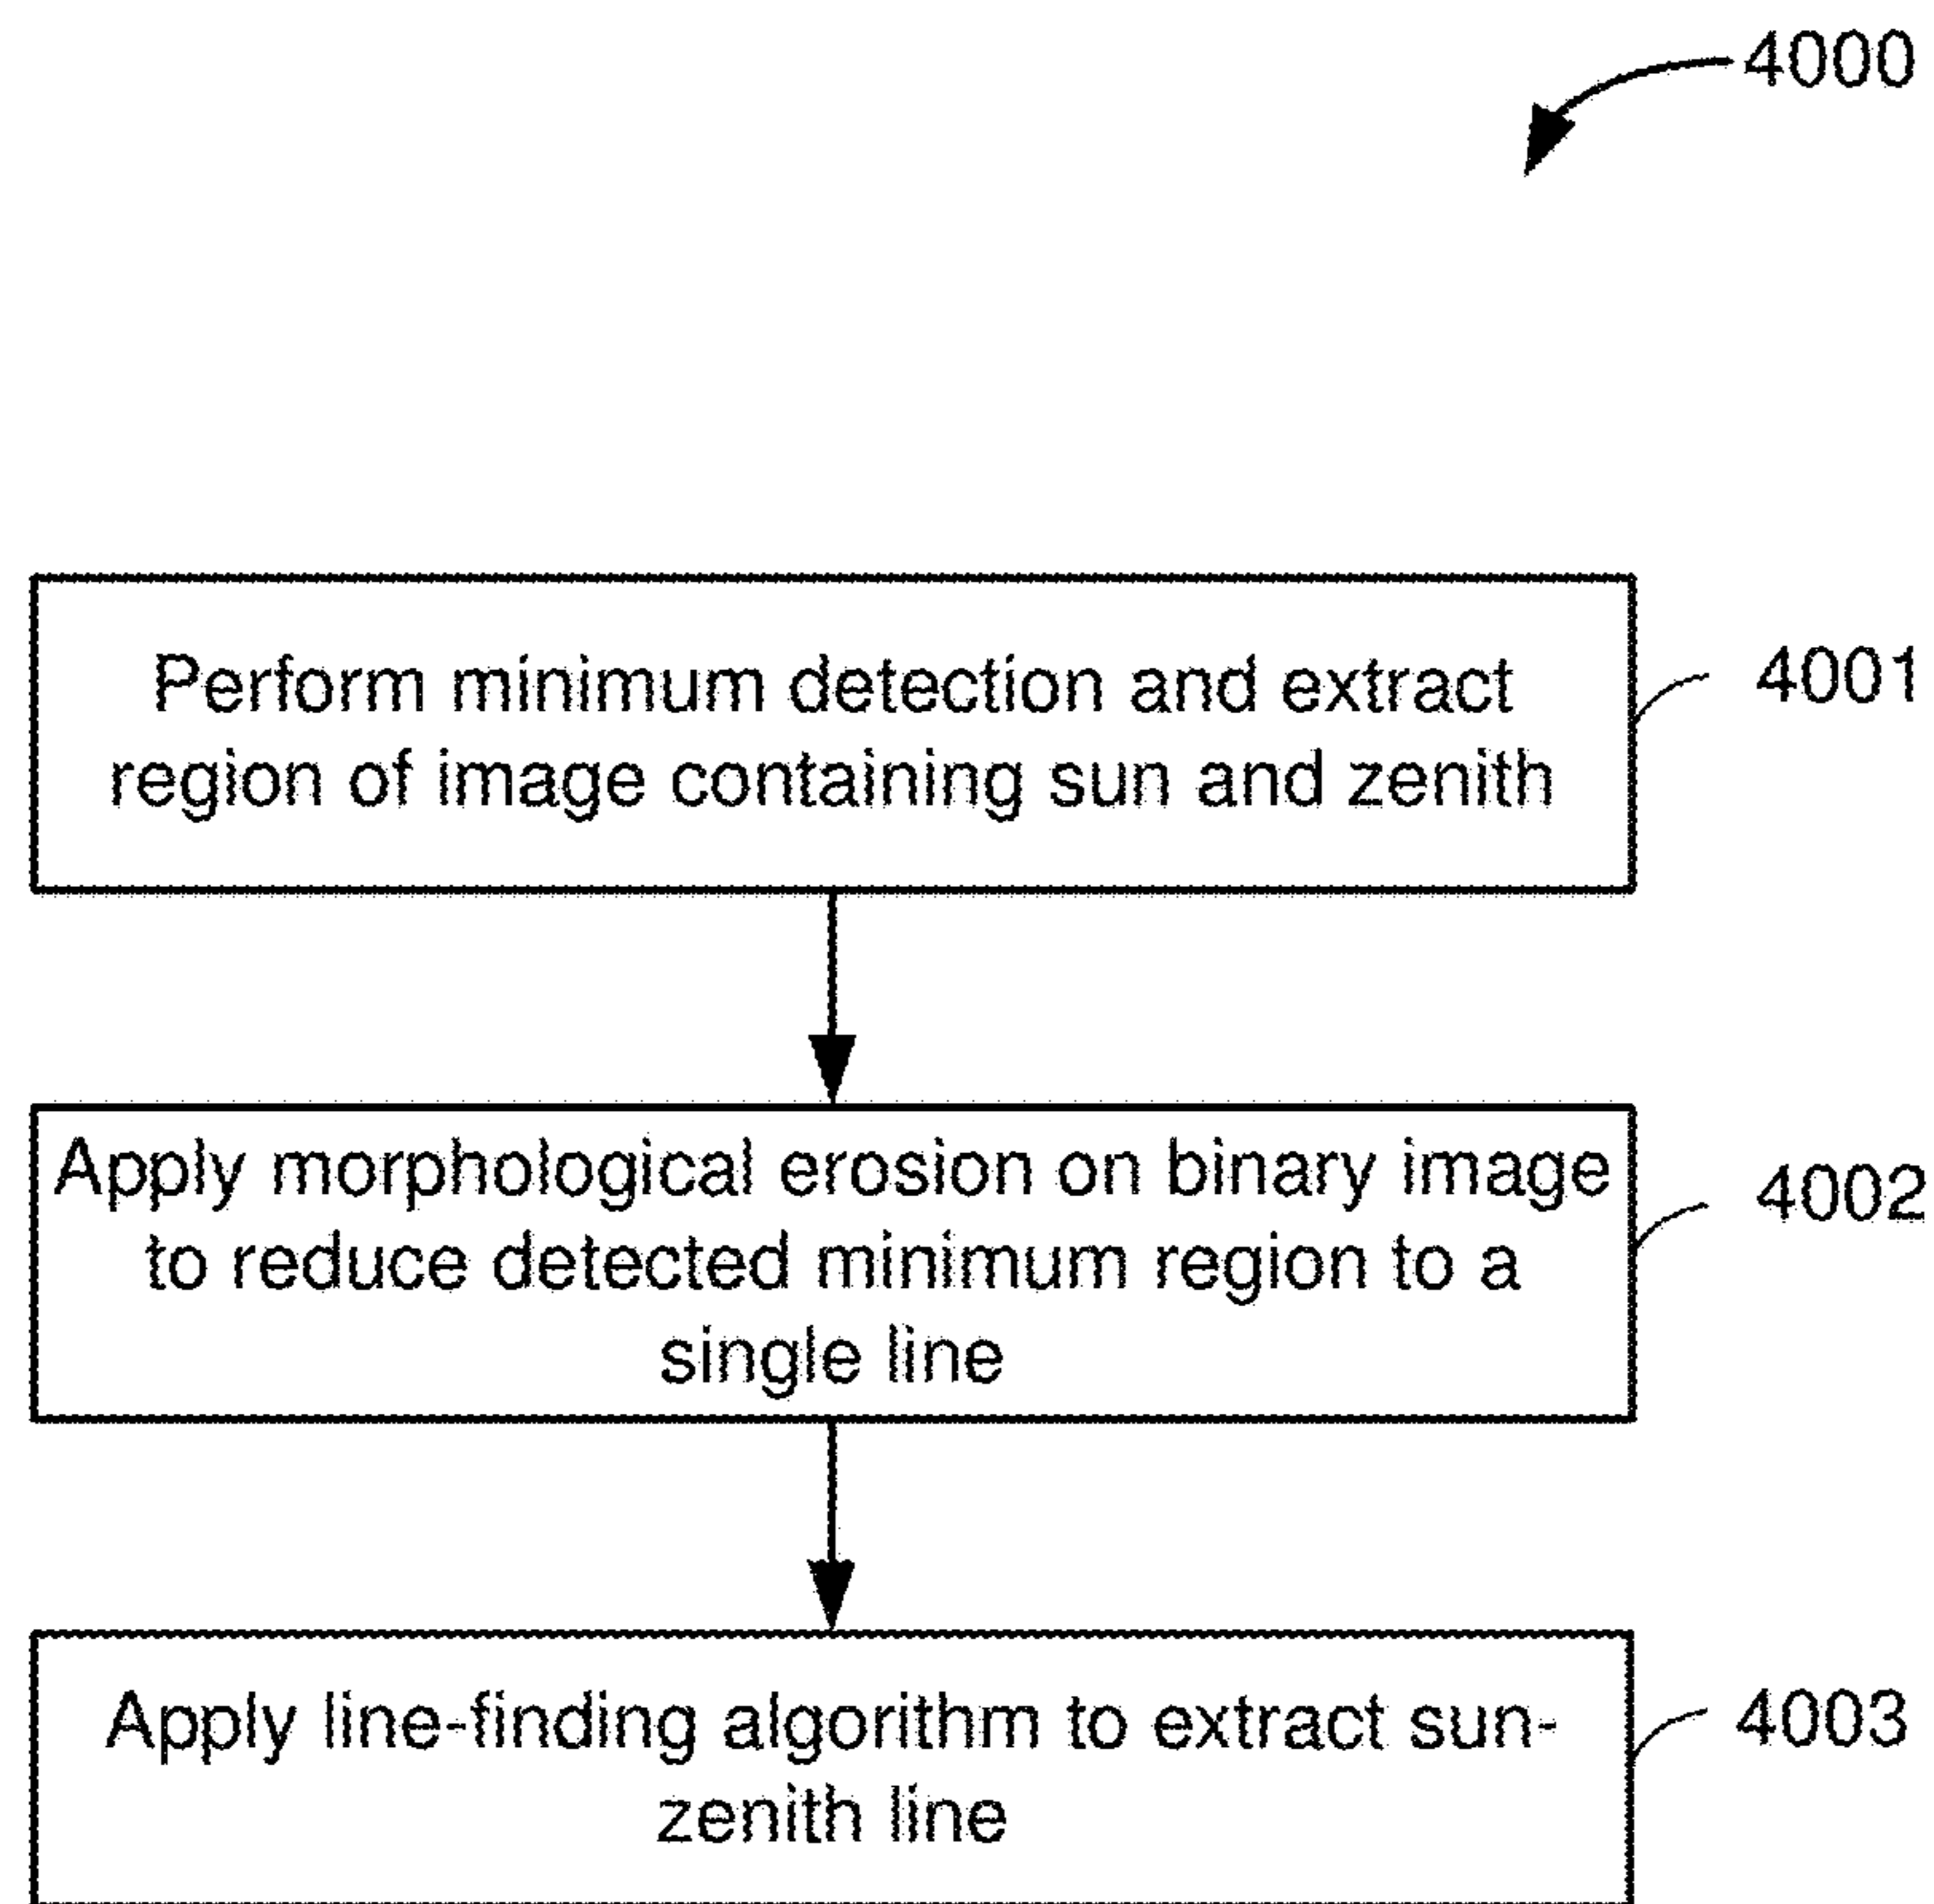 4000
Perform minimum detection and extract
region of image containing sun and zenith
4001
Apply morphological erosion on binary image
to reduce detected minimum region to a
single line
4002
Apply line-finding algorithm to extract sun-
zenith line
4003